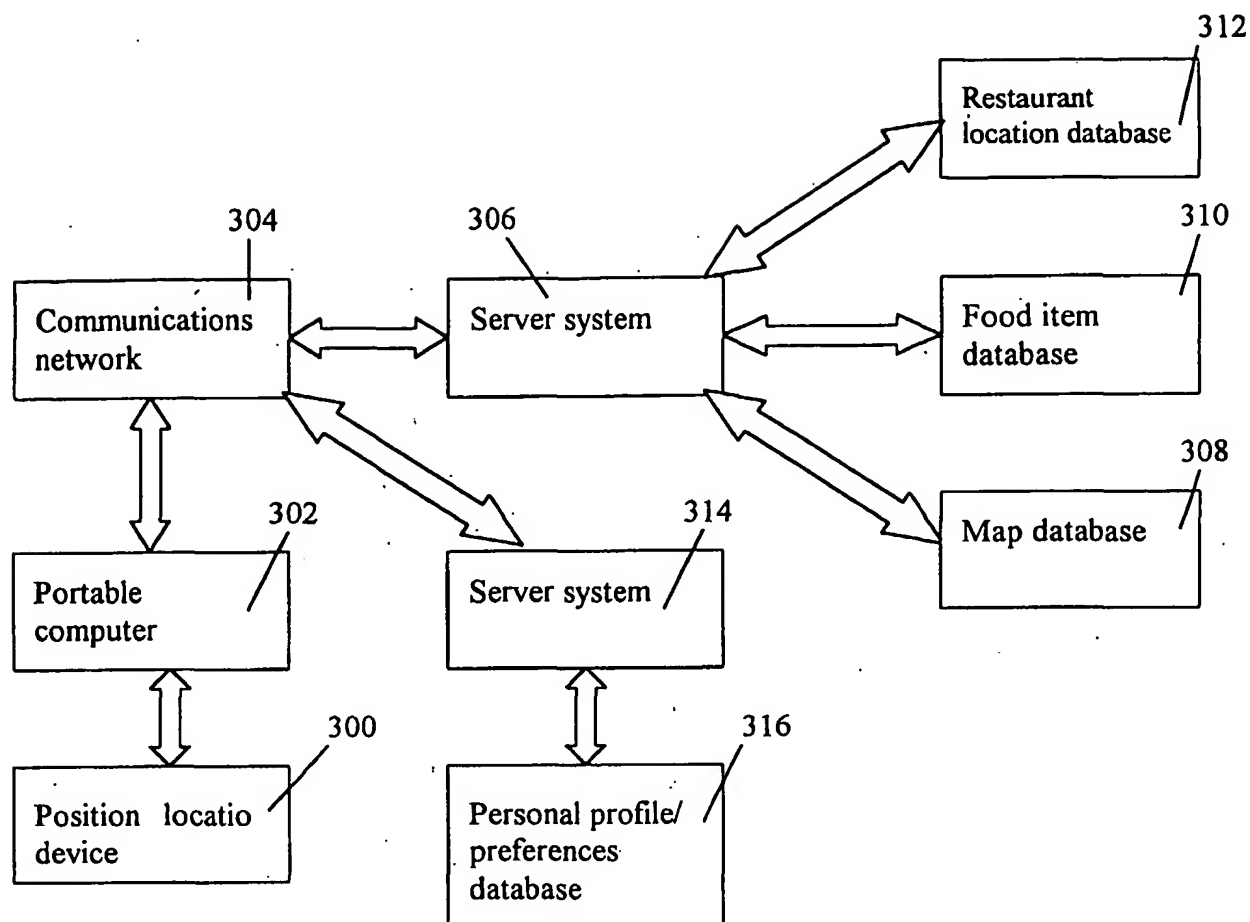 312
Restaurant
location database
304
306
310
Communications
network
Server system
Food item
database
308
302
314
Map database
Portable
computer
Server system
300
316
Position locatio
device
Personal profile/
preferences
database